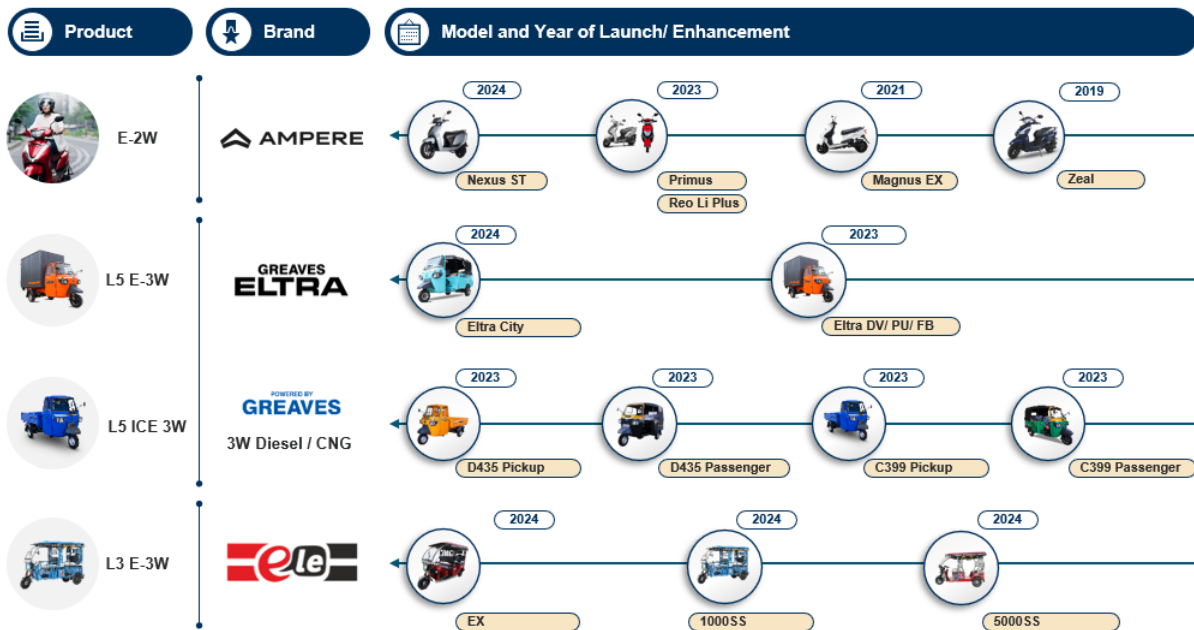 Product
Brand
Model and Year of Launch/ Enhancement
E-2W
AMPERE
2024
2023
2021
2019
Nexus ST
Primus
Magnus EX
Zeal
Reo Li Plus
L5 E-3W
GREAVES
ELTRA
2024
2023
Eltra City
Eltra DV/ PU/ FB
L5 ICE 3W
POWERED BY
GREAVES
3W Diesel / CNG
2023
2023
2023
2023
D435 Pickup
D435 Passenger
C399 Pickup
C399 Passenger
L3 E-3W
ele
2024
2024
2024
EX
1000SS
5000SS